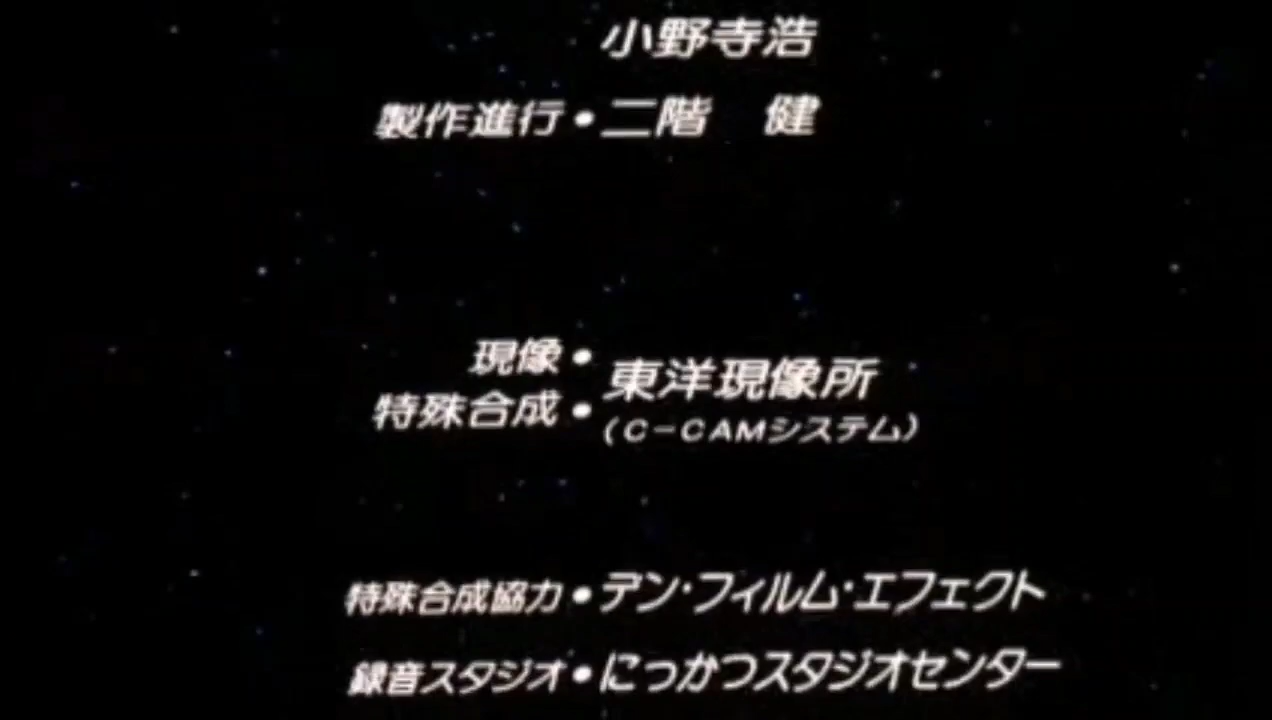 小野寺浩
製作進行・二階　健
現像・
特殊合成・
東洋現像所
(C-CAMシステム)
特殊合成協力・デン・フィルム・エフェクト
録音スタジオ・にっかつスタジオセンター